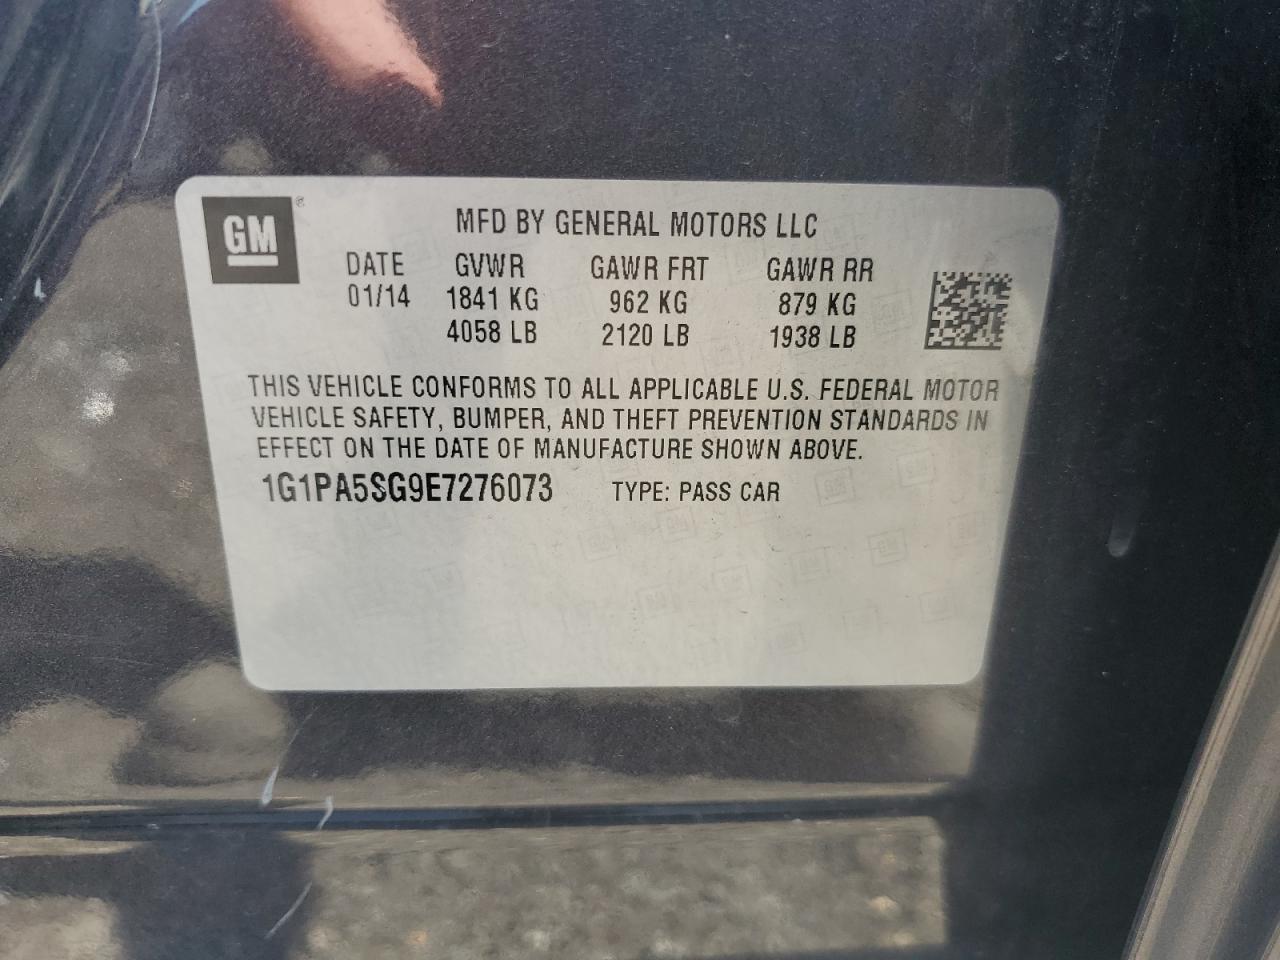 GM ®
MFD BY GENERAL MOTORS LLC
DATE GVWR GAWR FRT GAWR RR
01/14 1841 KG 962 KG 879 KG
4058 LB 2120 LB 1938 LB
THIS VEHICLE CONFORMS TO ALL APPLICABLE U.S. FEDERAL MOTOR
VEHICLE SAFETY, BUMPER, AND THEFT PREVENTION STANDARDS IN
EFFECT ON THE DATE OF MANUFACTURE SHOWN ABOVE.
1G1PA5SG9E7276073 TYPE: PASS CAR